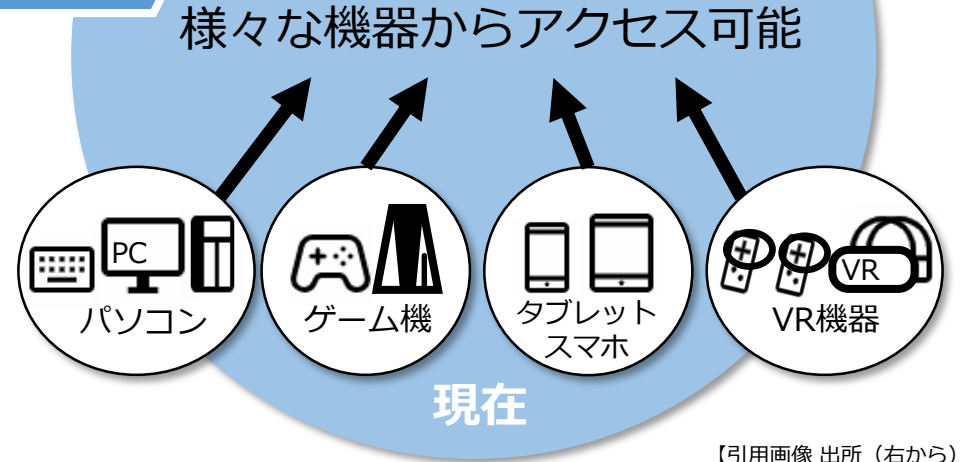 様々な機器からアクセス可能
PC
パソコン
ゲーム機
タブレット
スマホ
VR
VR機器
現在
【引用画像 出所（右から）